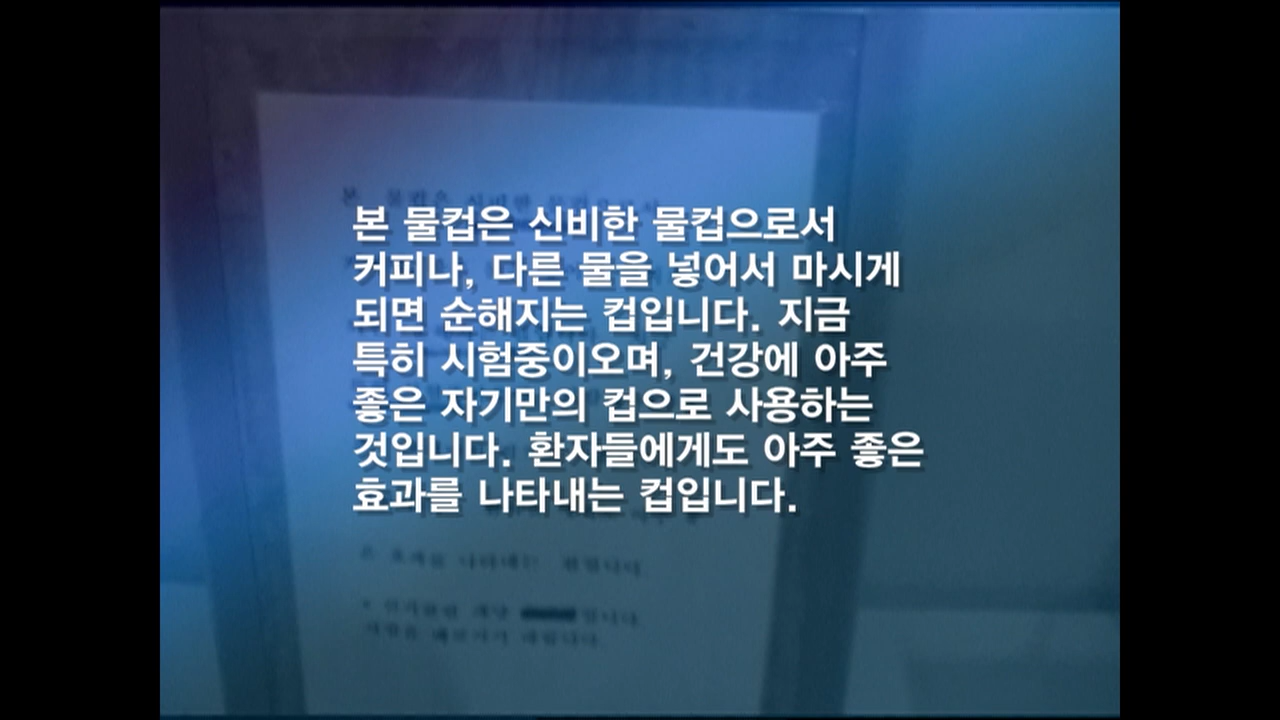 본 물컵은 신비한 물컵으로서
커피나, 다른 물을 넣어서 마시게
되면 순해지는 컵입니다. 지금
특히 시험중이오며, 건강에 아주
좋은 자기만의 컵으로 사용하는
것입니다. 환자들에게도 아주 좋은
효과를 나타내는 컵입니다.